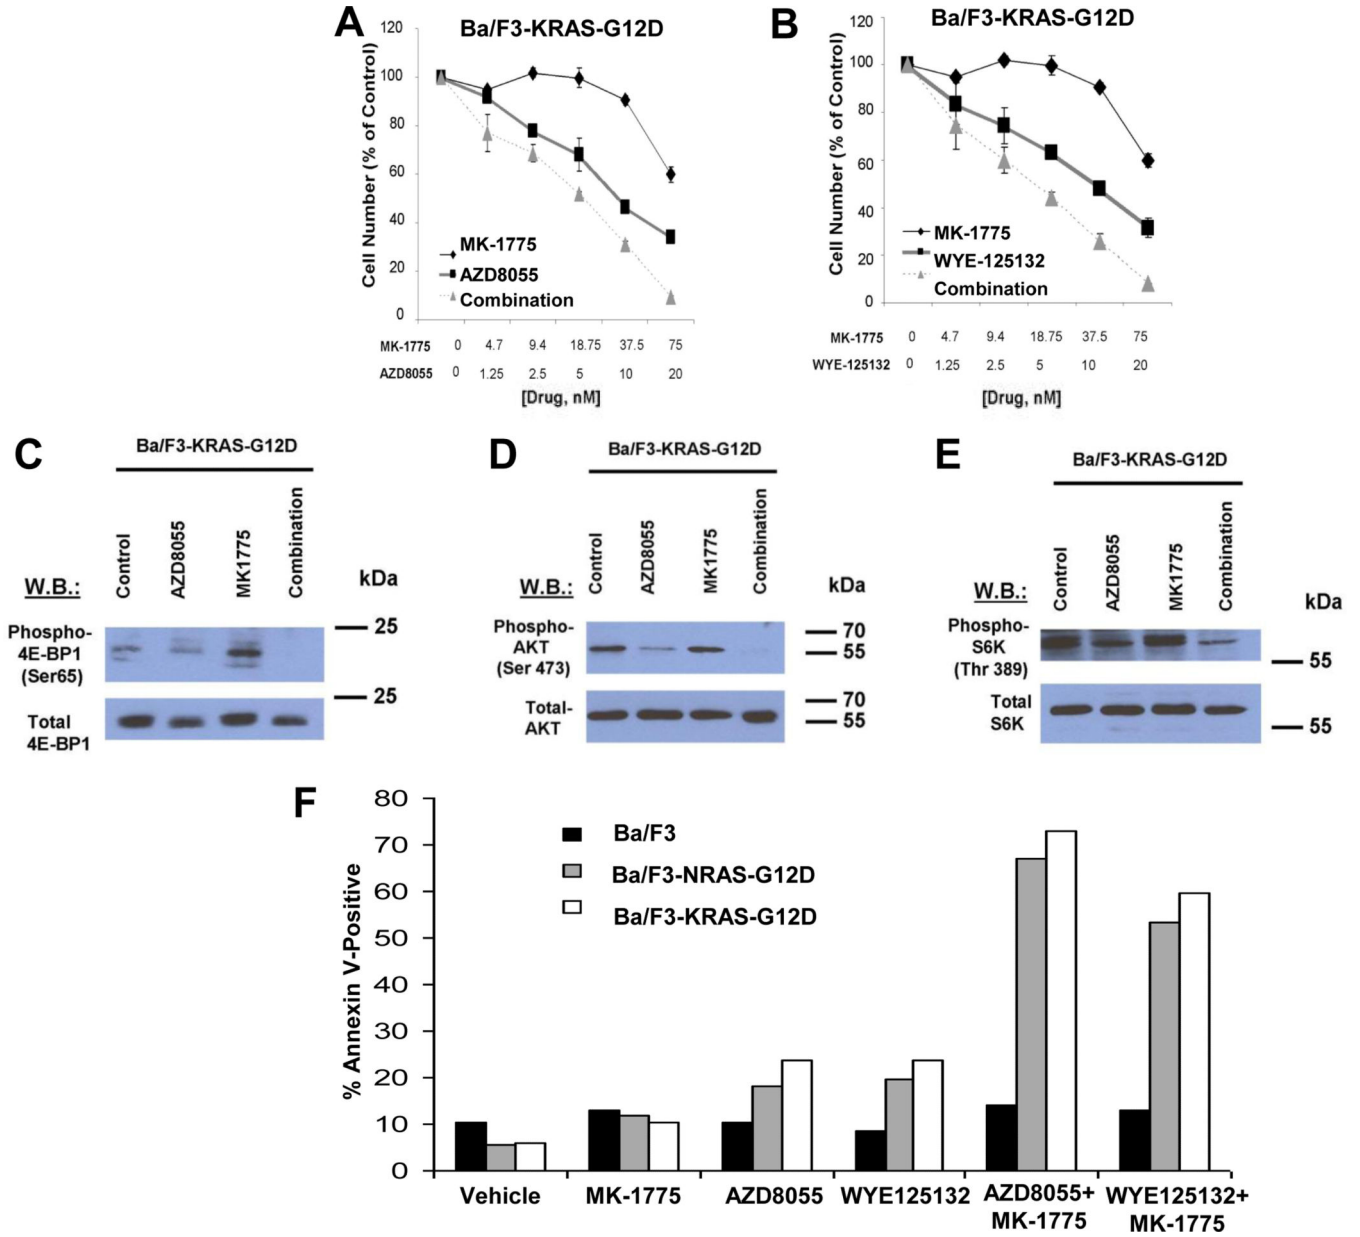 A
Ba/F3-KRAS-G12D
Cell Number (% of Control)
120
100
80
60
40
20
0
MK-1775
AZD8055
Combination
MK-1775 0 4.7 9.4 18.75 37.5 75
AZD8055 0 1.25 2.5 5 10 20
[Drug, nM]
B
Ba/F3-KRAS-G12D
Cell Number (% of Control)
120
100
80
60
40
20
0
MK-1775
WYE-125132
Combination
MK-1775 0 4.7 9.4 18.75 37.5 75
WYE-125132 0 1.25 2.5 5 10 20
[Drug, nM]
C
Ba/F3-KRAS-G12D
Control
AZD8055
MK1775
Combination
W.B.:
kDa
Phospho-
4E-BP1
(Ser65)
25
25
Total
4E-BP1
D
Ba/F3-KRAS-G12D
Control
AZD8055
MK1775
Combination
W.B.:
kDa
Phospho-
AKT
(Ser 473)
70
55
Total-
AKT
70
55
E
Ba/F3-KRAS-G12D
Control
AZD8055
MK1775
Combination
W.B.:
kDa
Phospho-
S6K
(Thr 389)
55
Total
S6K
55
F
% Annexin V-Positive
80
70
60
50
40
30
20
10
0
Ba/F3
Ba/F3-NRAS-G12D
Ba/F3-KRAS-G12D
Vehicle
MK-1775
AZD8055
WYE125132
AZD8055+
MK-1775
WYE125132+
MK-1775